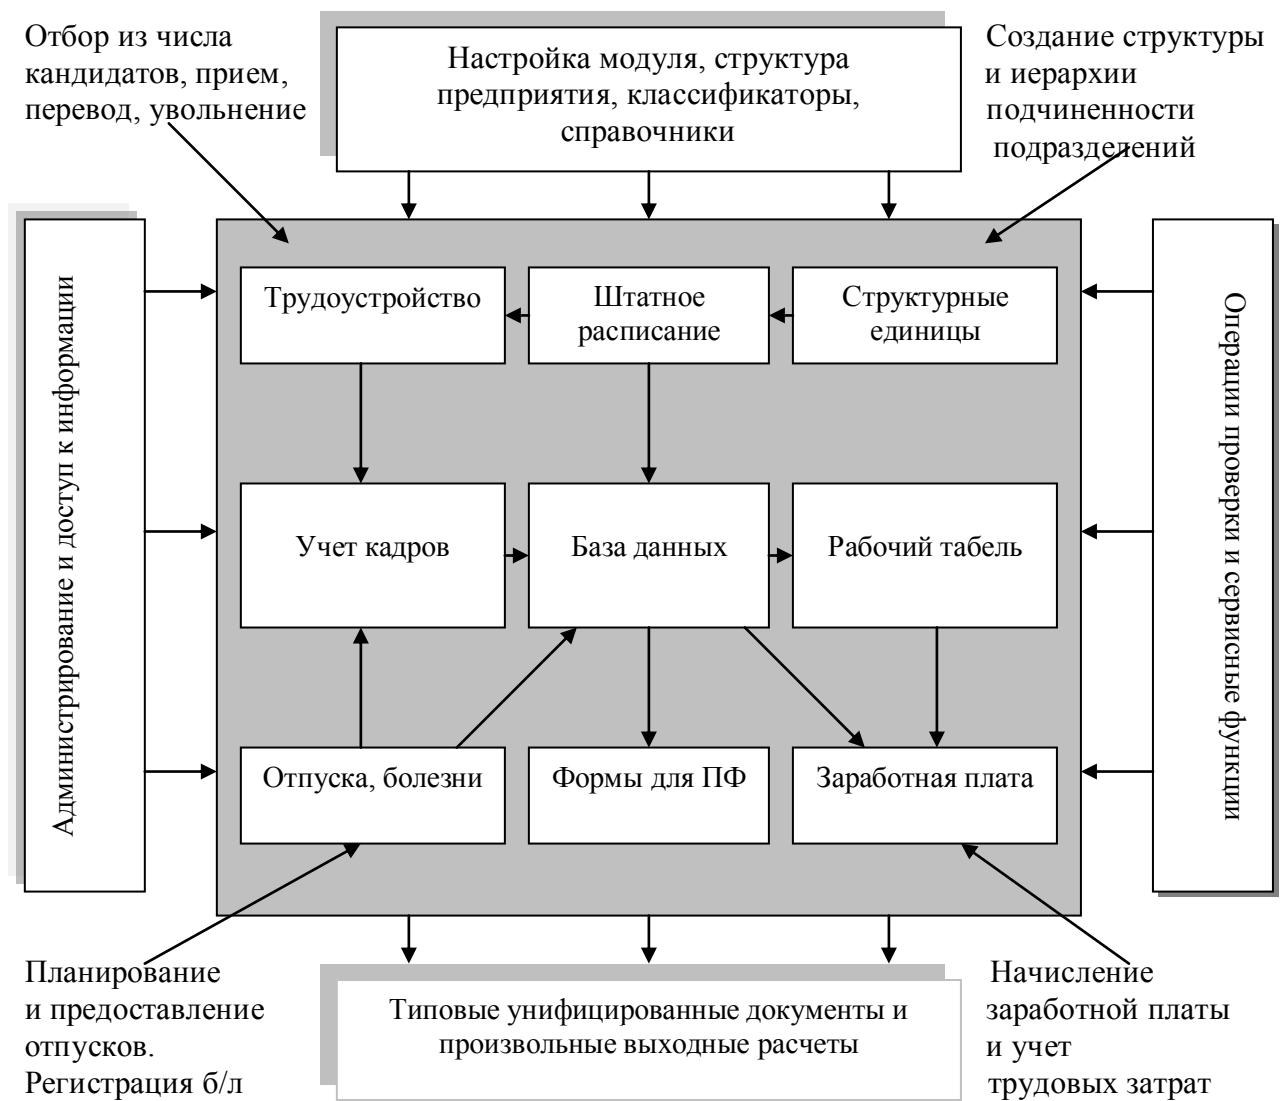 Отбор из числа
кандидатов, прием,
перевод, увольнение
Настройка модуля, структура
предприятия, классификаторы,
справочники
Создание структуры
и иерархии
подчиненности
подразделений
Администрирование и доступ к информации
Трудоустройство
Штатное
расписание
Структурные
единицы
Учет кадров
База данных
Рабочий табель
Отпуска, болезни
Формы для ПФ
Заработная плата
Операции проверки и сервисные функции
Планирование
и предоставление
отпусков.
Регистрация б/л
Типовые унифицированные документы и
произвольные выходные расчеты
Начисление
заработной платы
и учет
трудовых затрат